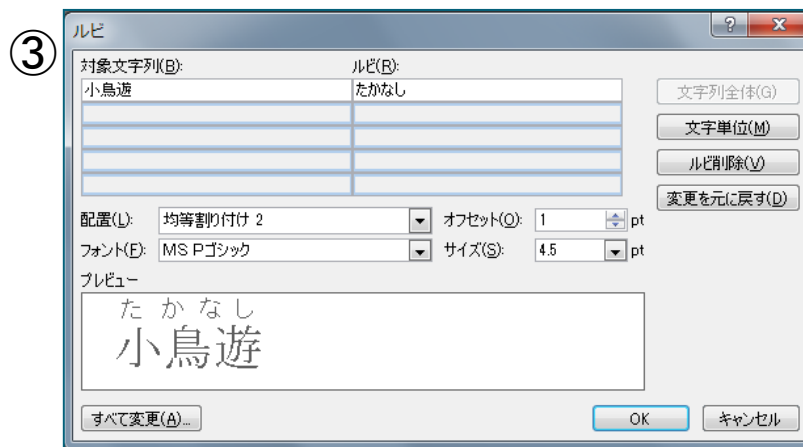 ③
ルビ
対象文字列(B): ルビ(R):
小鳥遊 たかなし
文字列全体(G)
文字単位(M)
ルビ削除(V)
変更を元に戻す(D)
配置(L): 均等割り付け 2 オフセット(O): 1 pt
フォント(F): MS Pゴシック サイズ(S): 4.5 pt
プレビュー
たかなし
小鳥遊
すべて変更(A)... OK キャンセル